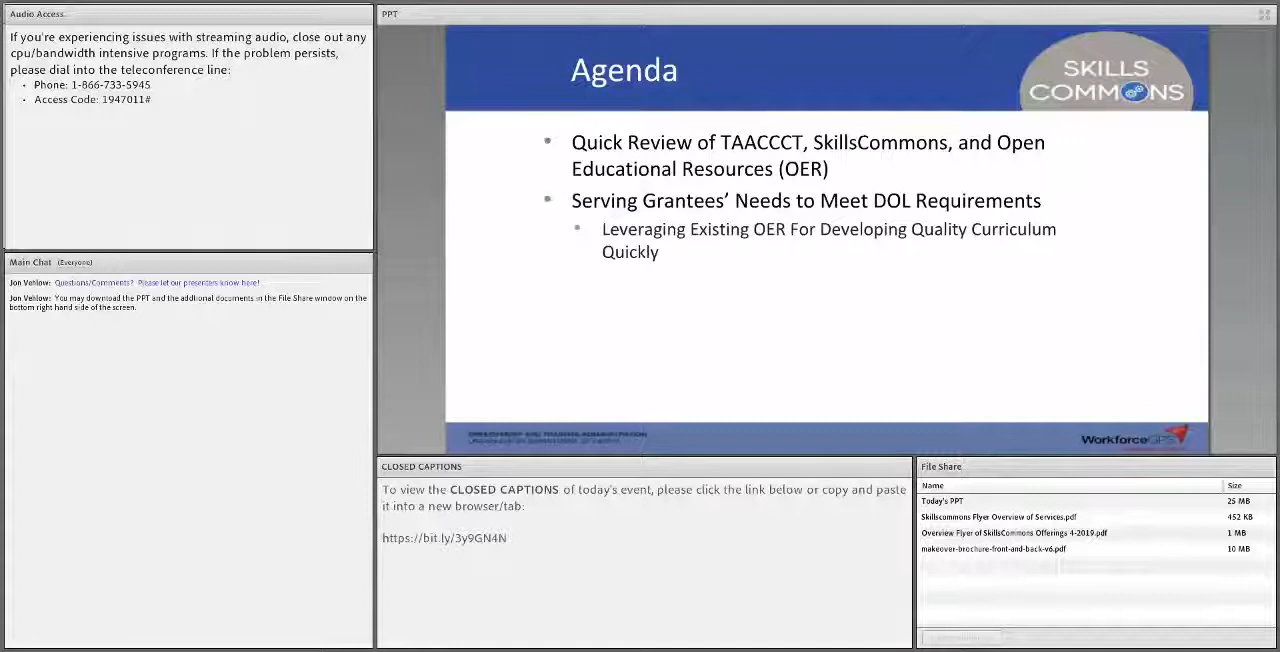 Audio Access
If you're experiencing issues with streaming audio, close out any
cpu/bandwidth intensive programs. If the problem persists,
please dial into the teleconference line:
• Phone: 1-866-733-5945
• Access Code: 1947011#
Main Chat (Everyone)
Jon Vehlow: Questions/Comments? Please let our presenters know here!
Jon Vehlow: You may download the PPT and the additional documents in the File Share window on the
bottom right hand side of the screen.
PPT
Agenda
SKILLS
COMMONS
• Quick Review of TAACCCT, SkillsCommons, and Open
Educational Resources (OER)
• Serving Grantees' Needs to Meet DOL Requirements
• Leveraging Existing OER For Developing Quality Curriculum
Quickly
EMPLOYMENT AND TRAINING ADMINISTRATION
WorkforceGPS
CLOSED CAPTIONS
To view the CLOSED CAPTIONS of today's event, please click the link below or copy and paste
it into a new browser/tab:
https://bit.ly/3y9GN4N
File Share
Name Size
Today's PPT 25 MB
Skillscommons Flyer Overview of Services.pdf 452 KB
Overview Flyer of SkillsCommons Offerings 4-2019.pdf 1 MB
makeover-brochure-front-and-back-v6.pdf 10 MB